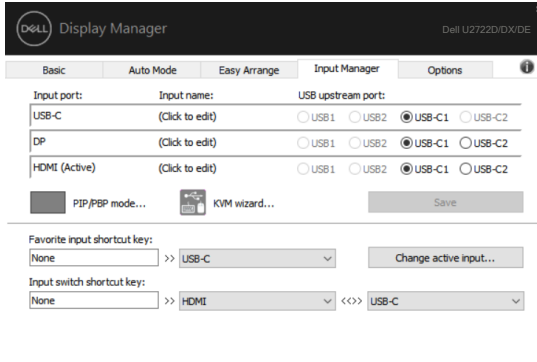 DELL Display Manager Dell U2722D/DX/DE
Basic Auto Mode Easy Arrange Input Manager Options i
Input port: Input name: USB upstream port:
USB-C (Click to edit) USB1 USB2 USB-C1 USB-C2
DP (Click to edit) USB1 USB2 USB-C1 USB-C2
HDMI (Active) (Click to edit) USB1 USB2 USB-C1 USB-C2
PIP/PBP mode... KVM wizard... Save
Favorite input shortcut key:
None >> USB-C Change active input...
Input switch shortcut key:
None >> HDMI <<>> USB-C